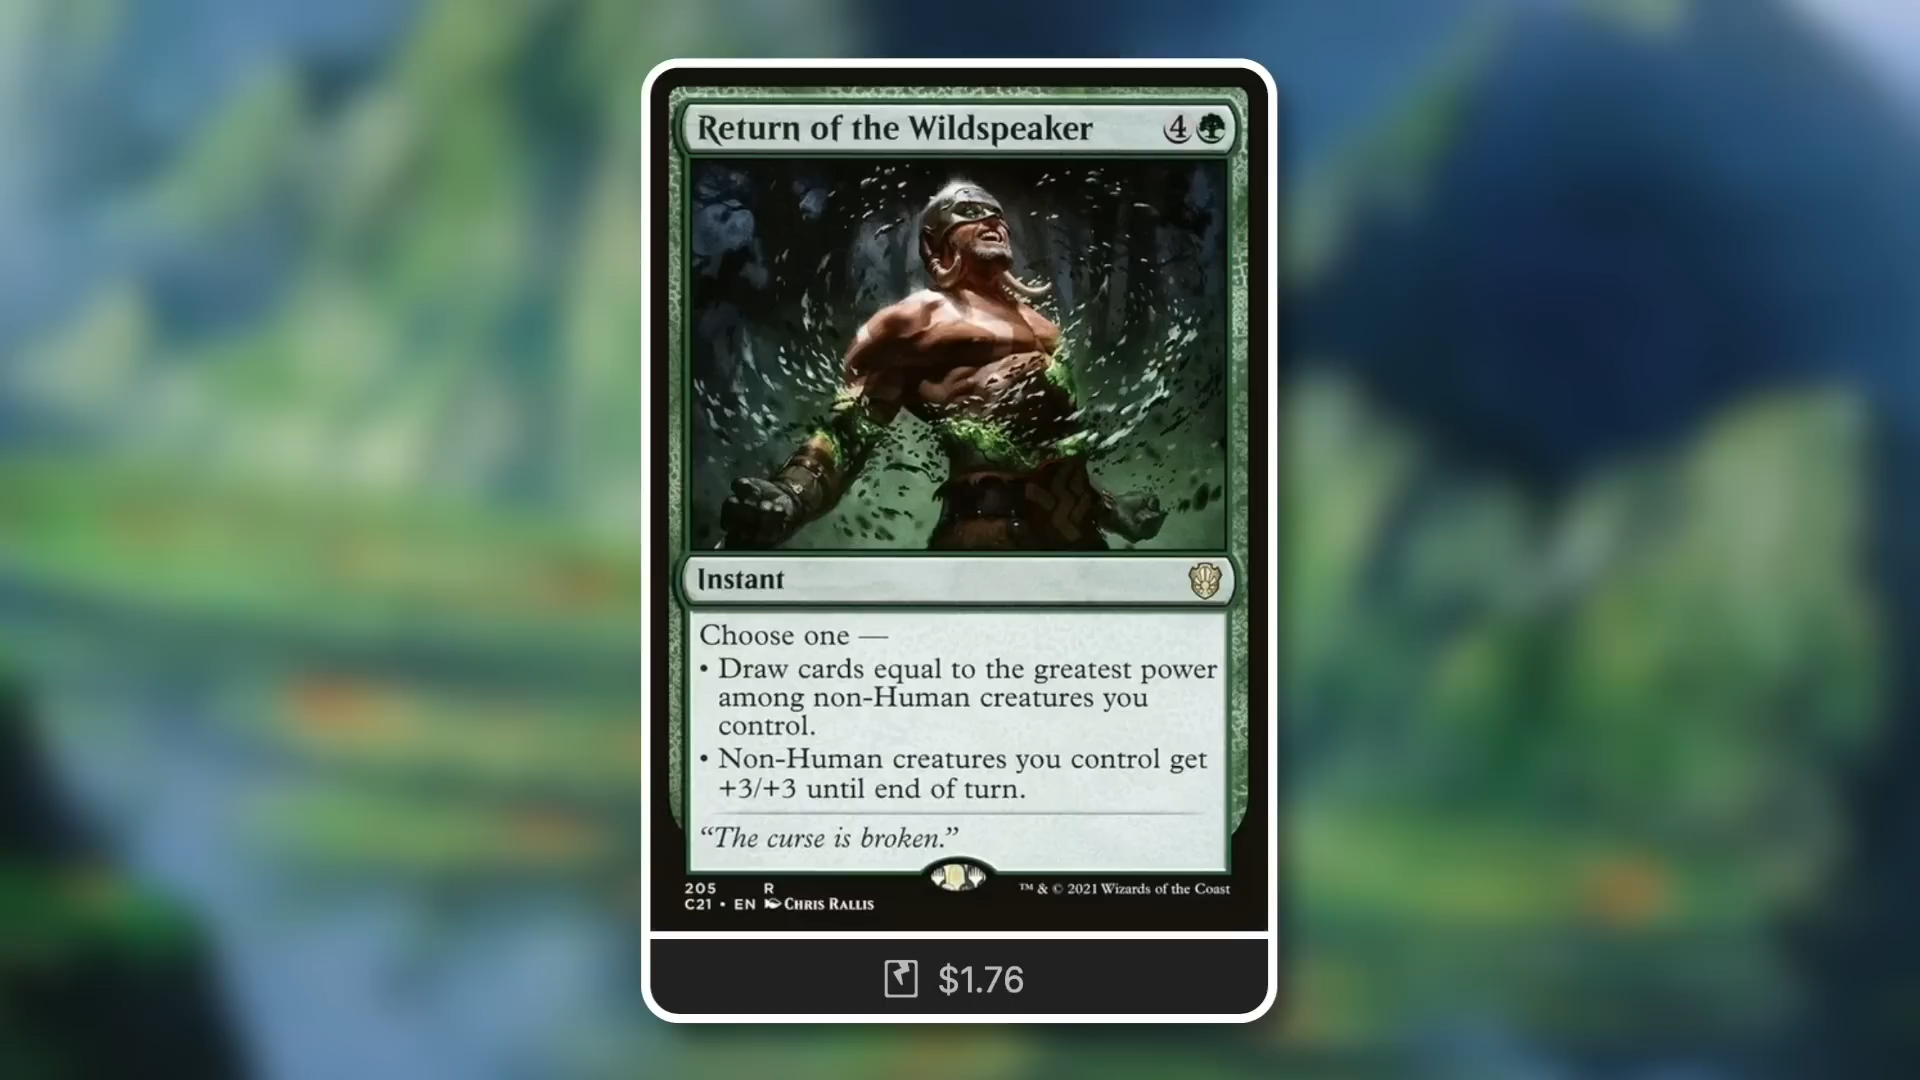 Return of the Wildspeaker 4
Instant
Choose one —
• Draw cards equal to the greatest power
among non-Human creatures you
control.
• Non-Human creatures you control get
+3/+3 until end of turn.
“The curse is broken.”
205 R
C21 • EN Chris Rallis
™ & © 2021 Wizards of the Coast
$1.76